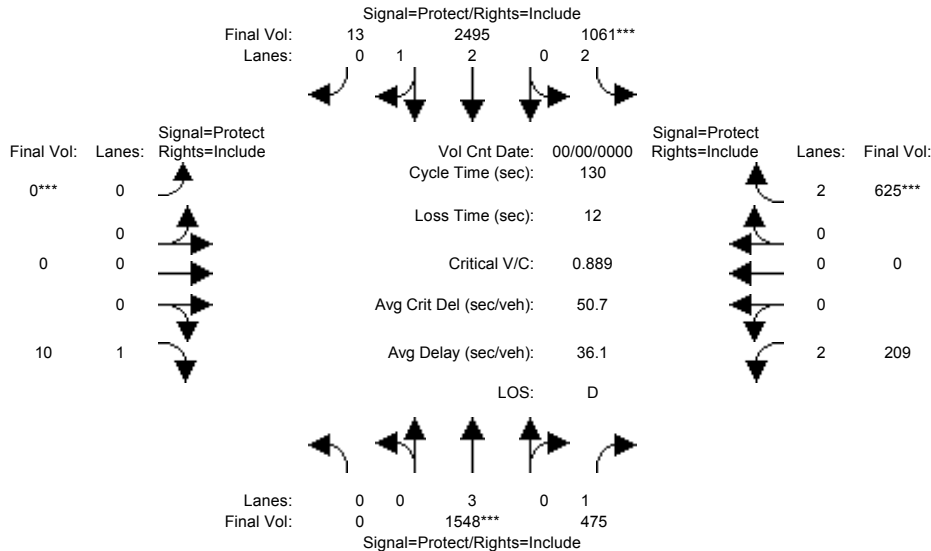 Signal=Protect/Rights=Include
Final Vol: 13 2495 1061***
Lanes: 0 1 2 0 2
Signal=Protect Signal=Protect
Final Vol: Lanes: Rights=Include Vol Cnt Date: 00/00/0000 Rights=Include Lanes: Final Vol:
Cycle Time (sec): 130
0*** 0 2 625***
Loss Time (sec): 12
0 0
0 0 Critical V/C: 0.889 0 0
0 Avg Crit Del (sec/veh): 50.7 0
10 1 Avg Delay (sec/veh): 36.1 2 209
LOS: D
Lanes: 0 0 3 0 1
Final Vol: 0 1548*** 475
Signal=Protect/Rights=Include